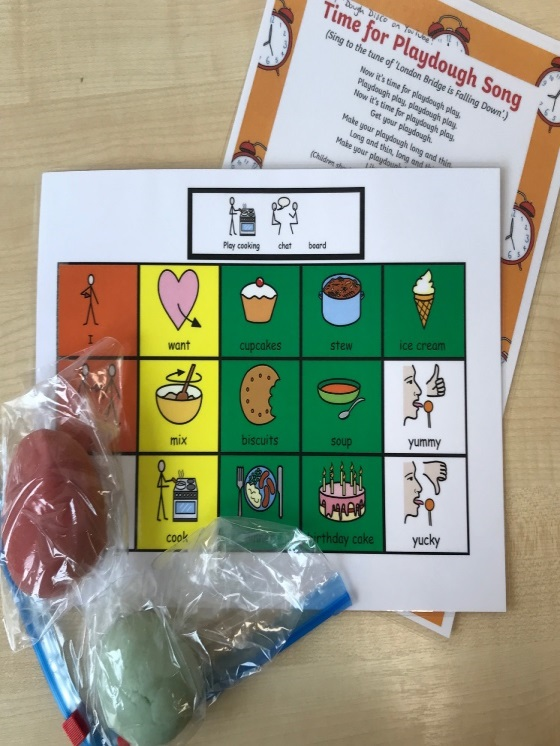 Dough Disco on YouTube!
Time for Playdough Song
(Sing to the tune of 'London Bridge is Falling Down'.)
Now it's time for playdough play,
Playdough play, playdough play.
Now it's time for playdough play,
Get your playdough.
Make your playdough long and thin,
Long and thin, long and thin.
Make your playdough
(Children
Play cooking chat board
I want cupcakes stew ice cream
mix biscuits soup yummy
cook birthday cake yucky